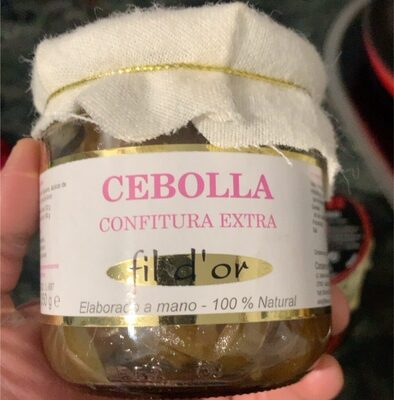 CEBOLLA
CONFITURA EXTRA
fil d'or
Elaborado a mano - 100 % Natural